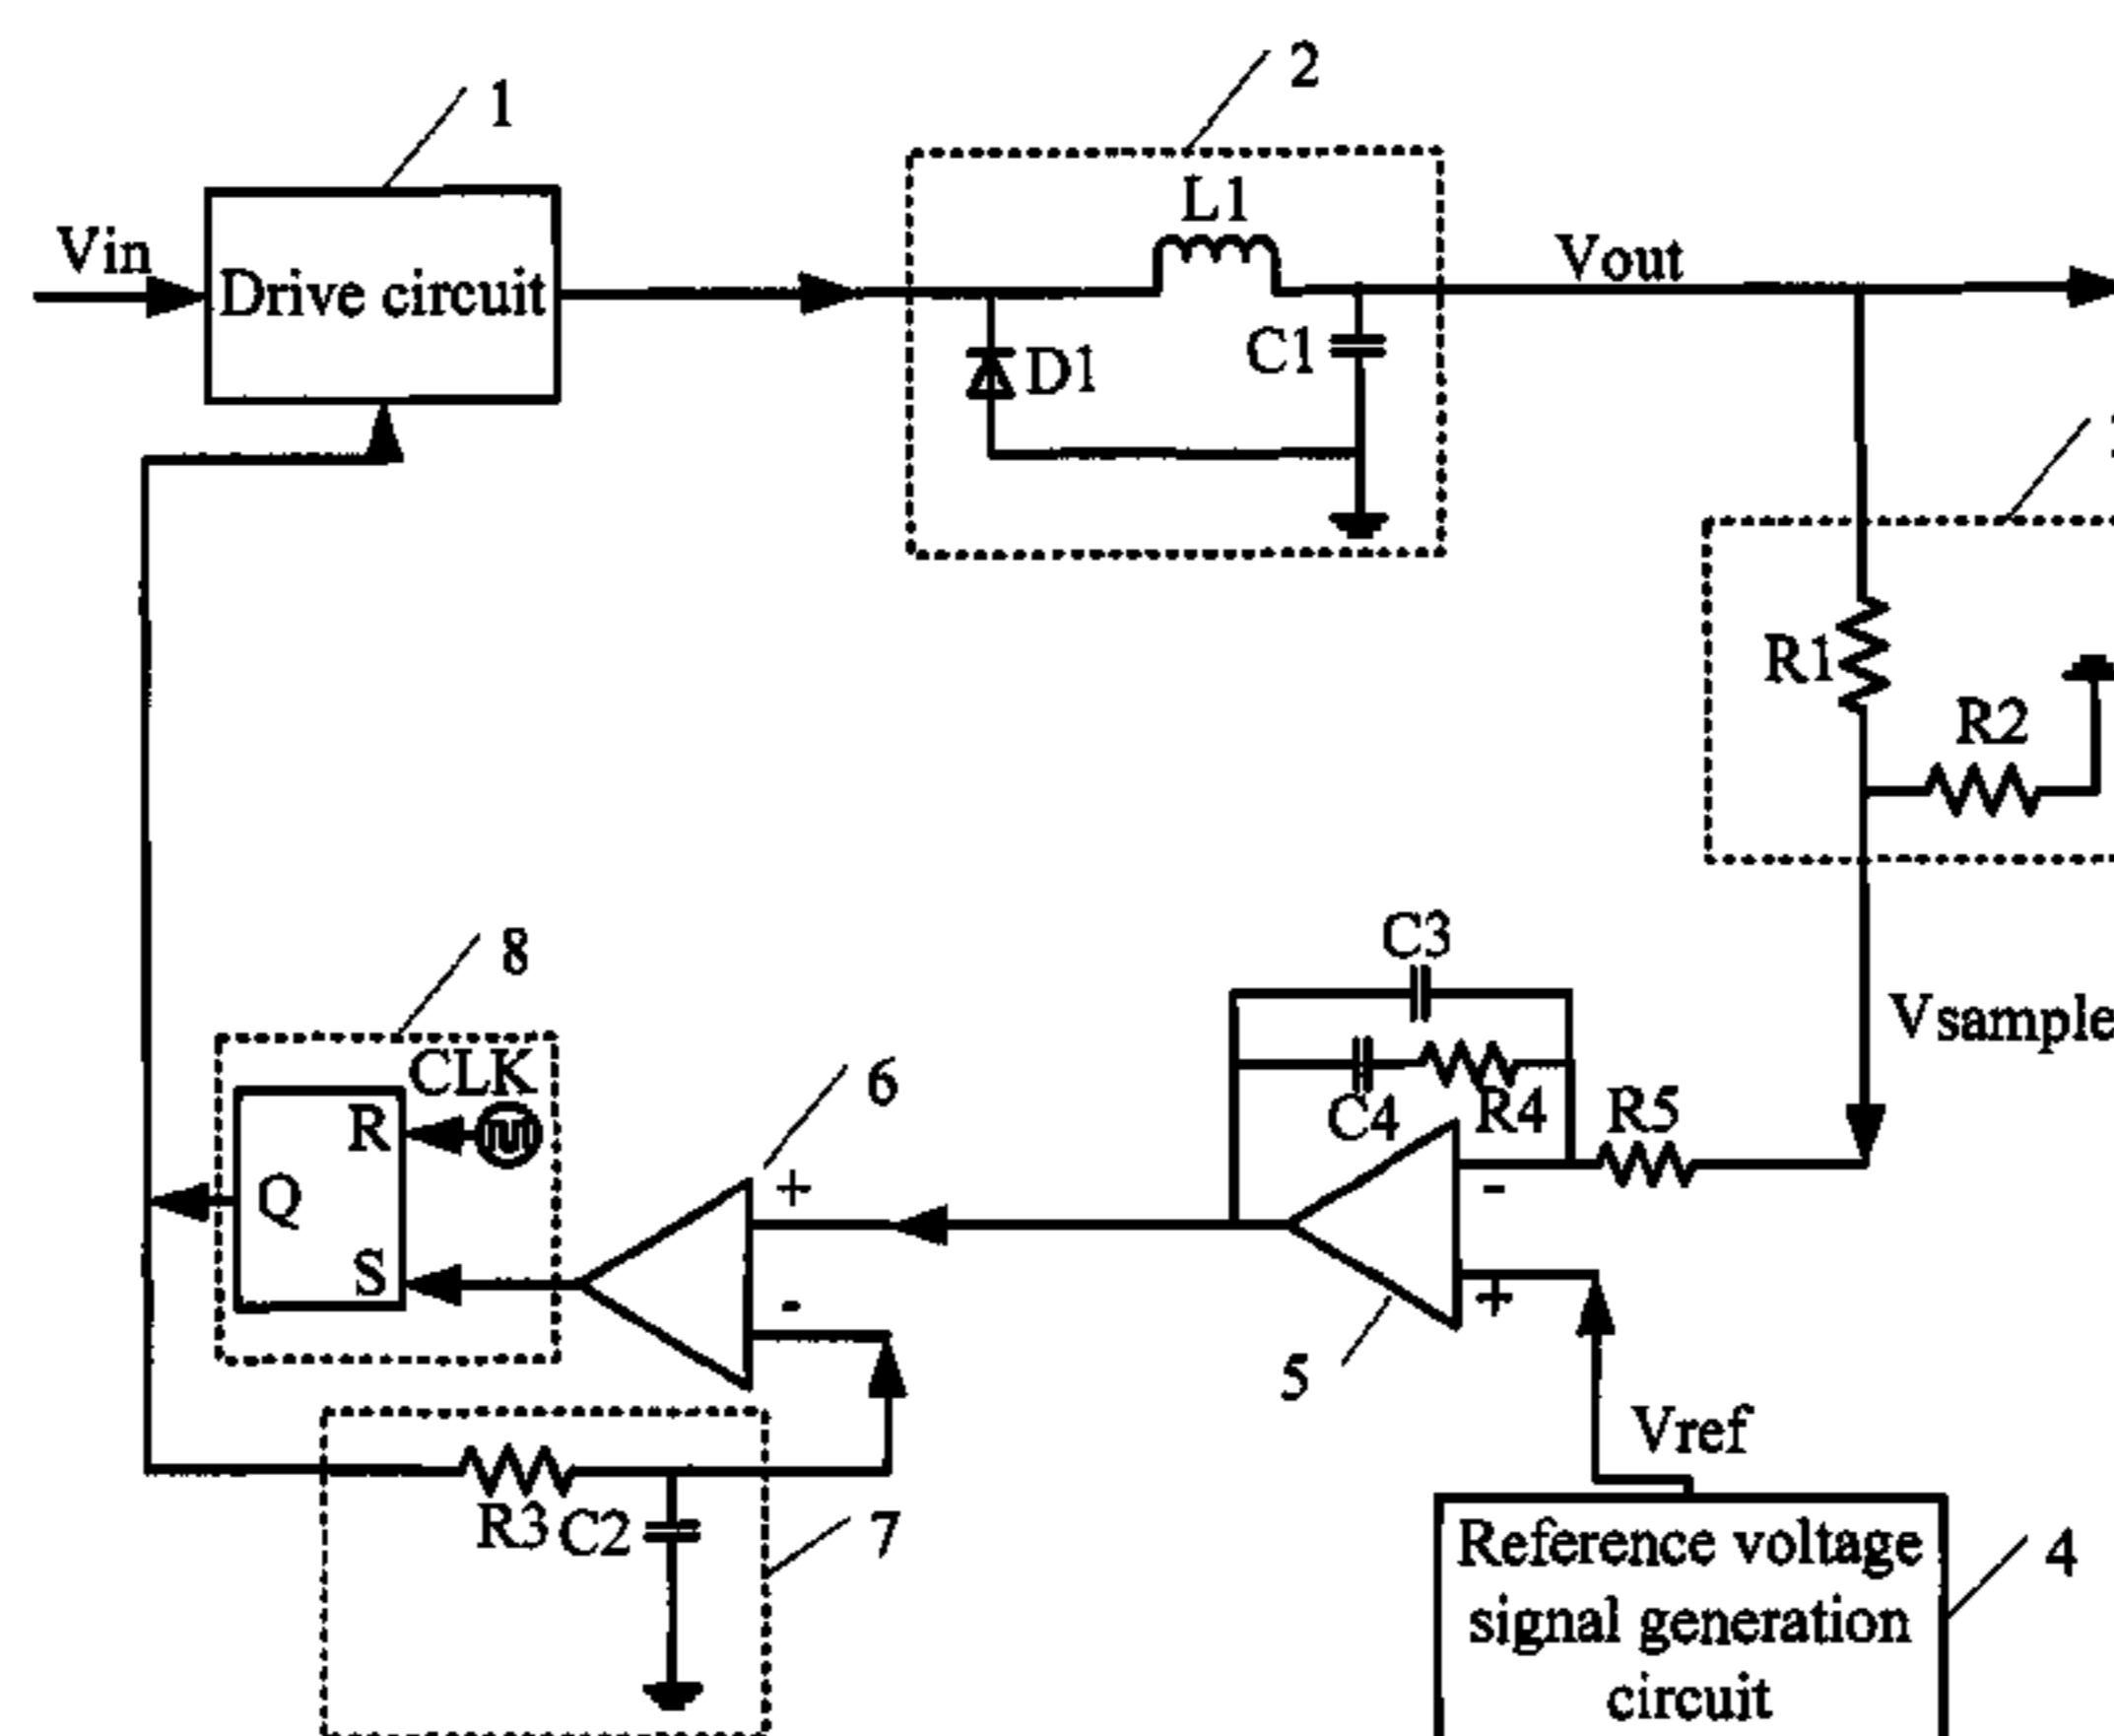 1
2
Vin
Drive circuit
L1
Vout
D1
C1
R1
R2
C3
8
CLK
R
Q
S
6
+
-
C4
R4
R5
Vsample
-
+
5
Vref
R3
C2
7
Reference voltage
signal generation
circuit
4